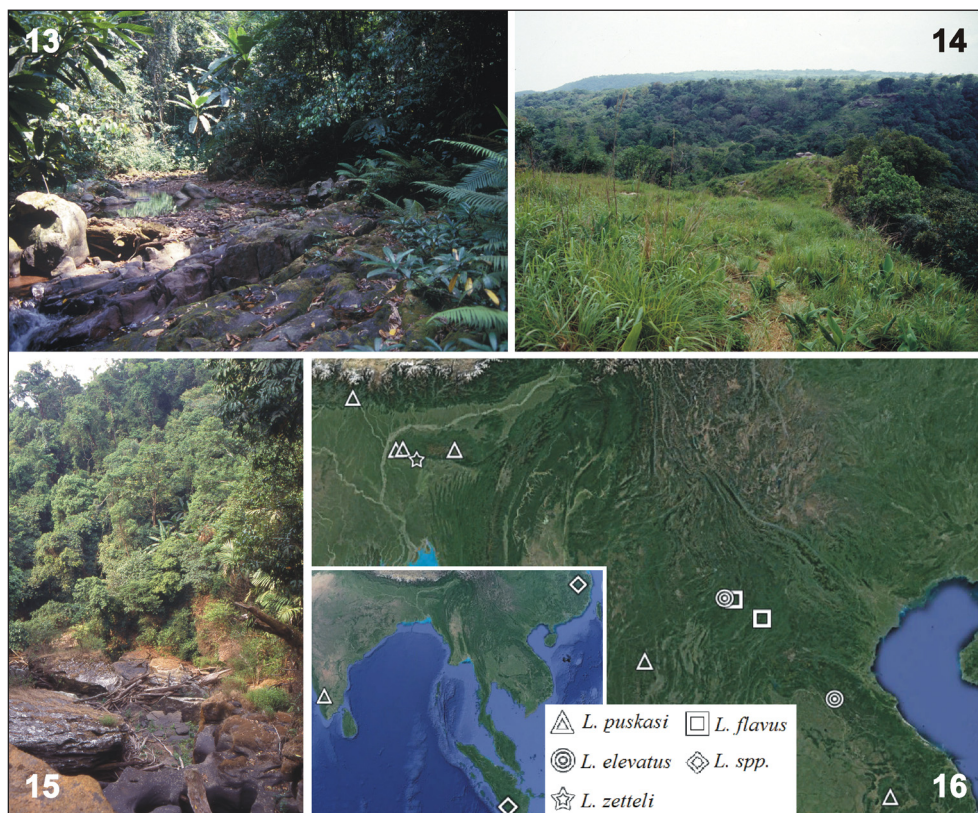 13
14
15
16
L. puskasi
L. flavus
L. elevatus
L. spp.
L. zetteli